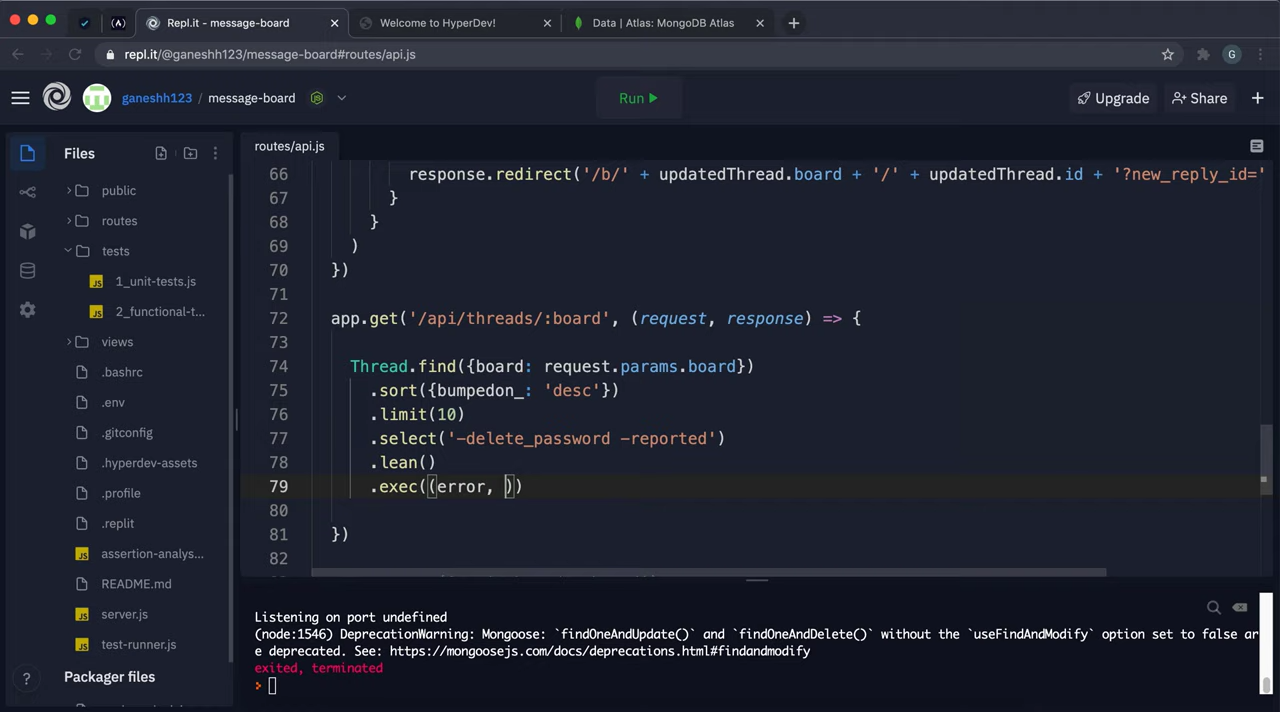 Repl.it - message-board
Welcome to HyperDev!
Data | Atlas: MongoDB Atlas
repl.it/@ganeshh123/message-board#routes/api.js
G
ganeshh123 / message-board
Run
Upgrade
Share
Files
routes/api.js
public
routes
tests
1_unit-tests.js
2_functional-t...
views
.bashrc
.env
.gitconfig
.hyperdev-assets
.profile
.replit
assertion-analys...
README.md
server.js
test-runner.js
Packager files
66 response.redirect('/b/' + updatedThread.board + '/' + updatedThread.id + '?new_reply_id='
67 }
68 }
69 )
70 })
71
72 app.get('/api/threads/:board', (request, response) => {
73
74 Thread.find({board: request.params.board})
75 .sort({bumpedon_: 'desc'})
76 .limit(10)
77 .select('-delete_password -reported')
78 .lean()
79 .exec((error, ))
80
81 })
82
Listening on port undefined
(node:1546) DeprecationWarning: Mongoose: `findOneAndUpdate()` and `findOneAndDelete()` without the `useFindAndModify` option set to false ar
e deprecated. See: https://mongoosejs.com/docs/deprecations.html#findandmodify
exited, terminated